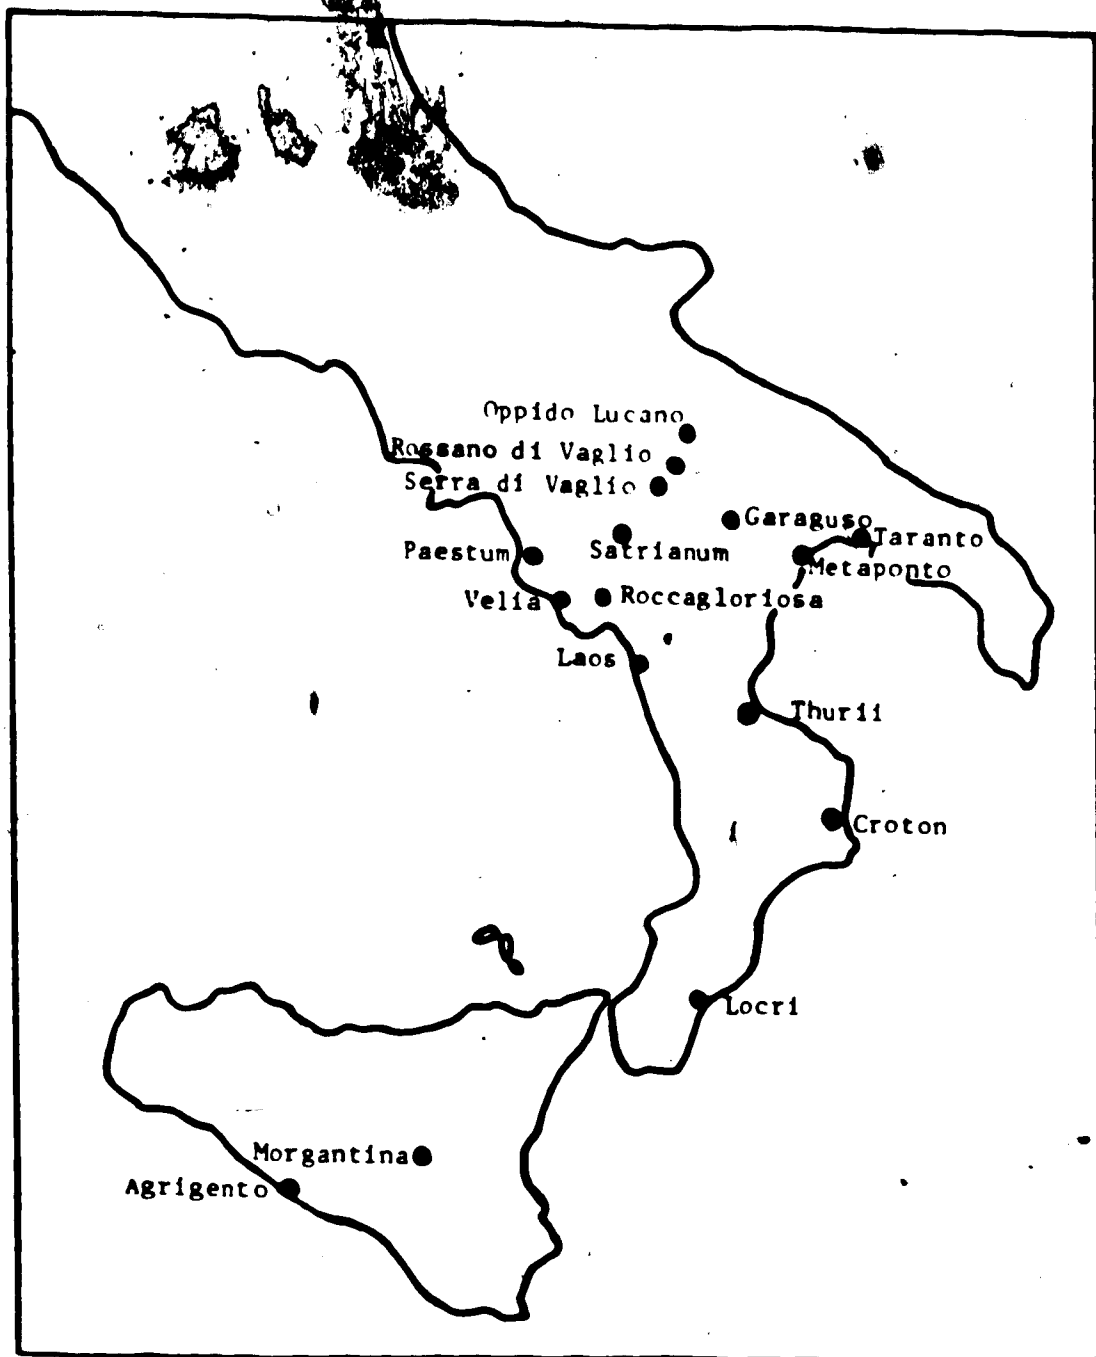 Oppido Lucano
Rossano di Vaglio
Serra di Vaglio
Garaguso
Taranto
Paestum
Satrianum
Metaponto
Velia
Roccagloriosa
Laos
Thurii
Croton
Locri
Morgantina
Agrigento